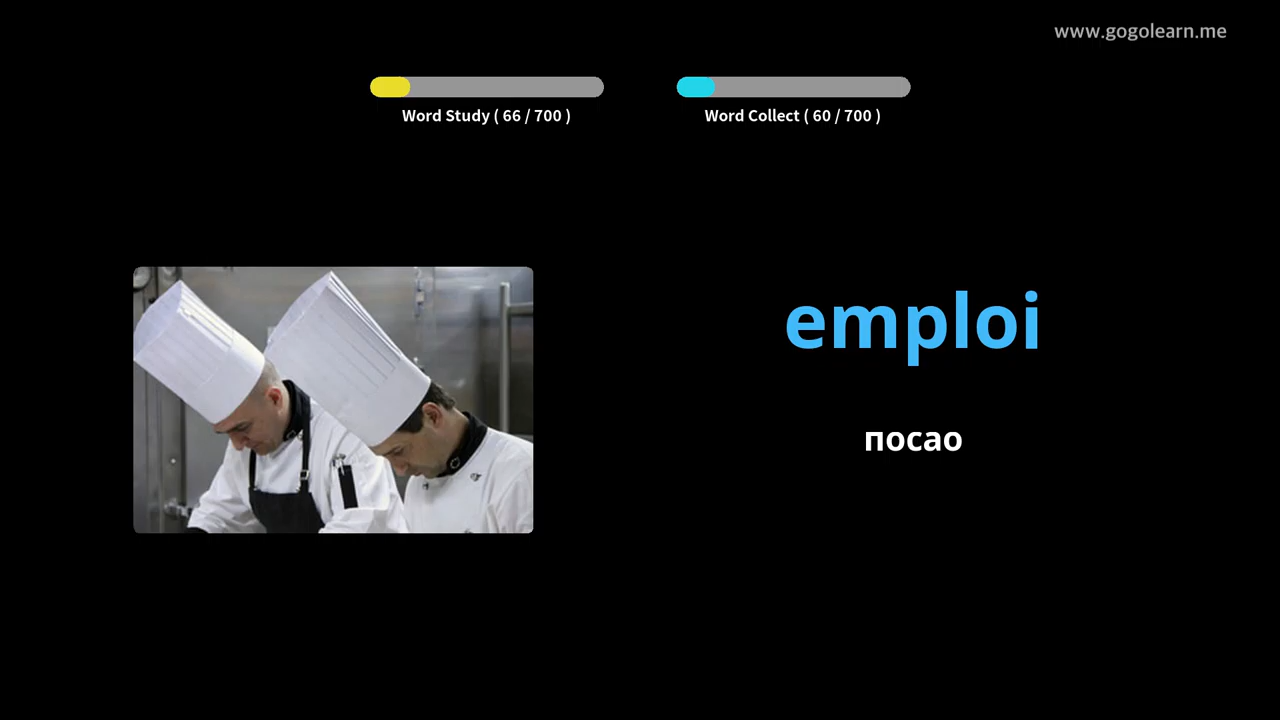 www.gogolearn.me
Word Study ( 66 / 700 )
Word Collect ( 60 / 700 )
emploi
посао